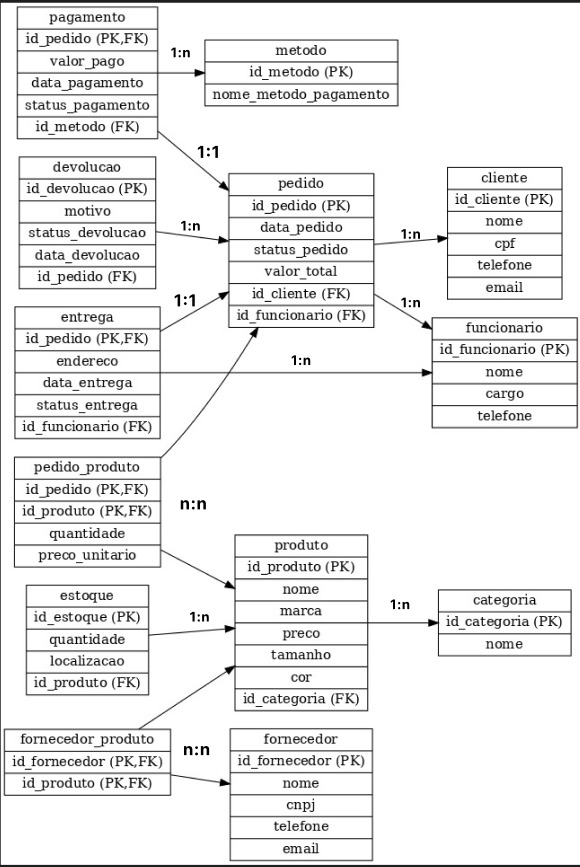 pagamento
id_pedido (PK,FK)
valor_pago
data_pagamento
status_pagamento
id_metodo (FK)
1:n
metodo
id_metodo (PK)
nome_metodo_pagamento
1:1
devolucao
id_devolucao (PK)
motivo
status_devolucao
data_devolucao
id_pedido (FK)
1:n
pedido
id_pedido (PK)
data_pedido
status_pedido
valor_total
id_cliente (FK)
id_funcionario (FK)
1:n
cliente
id_cliente (PK)
nome
cpf
telefone
email
1:1
entrega
id_pedido (PK,FK)
endereco
data_entrega
status_entrega
id_funcionario (FK)
1:n
1:n
funcionario
id_funcionario (PK)
nome
cargo
telefone
pedido_produto
id_pedido (PK,FK)
id_produto (PK,FK)
quantidade
preco_unitario
n:n
produto
id_produto (PK)
nome
marca
preco
tamanho
cor
id_categoria (FK)
estoque
id_estoque (PK)
quantidade
localizacao
id_produto (FK)
1:n
1:n
categoria
id_categoria (PK)
nome
fornecedor_produto
id_fornecedor (PK,FK)
id_produto (PK,FK)
n:n
fornecedor
id_fornecedor (PK)
nome
cnpj
telefone
email